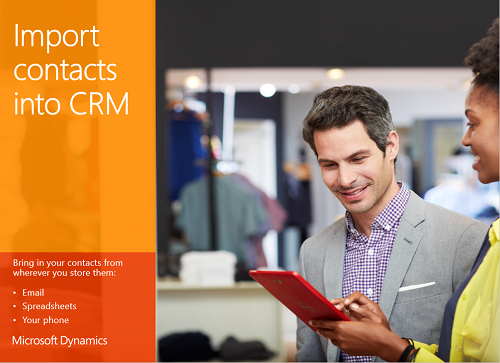 Import
contacts
into CRM
Bring in your contacts from
wherever you store them:
• Email
• Spreadsheets
• Your phone
Microsoft Dynamics